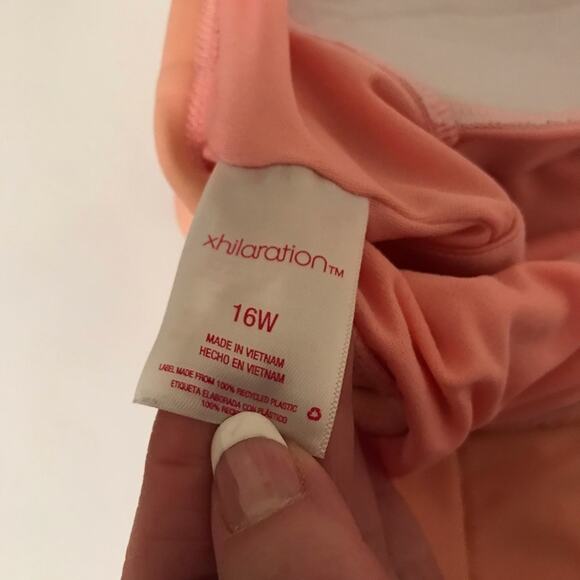 xhilaration™
16W
MADE IN VIETNAM
HECHO EN VIETNAM
LABEL MADE FROM 100% RECYCLED PLASTIC
ETIQUETA ELABORADA CON PLÁSTICO
100%